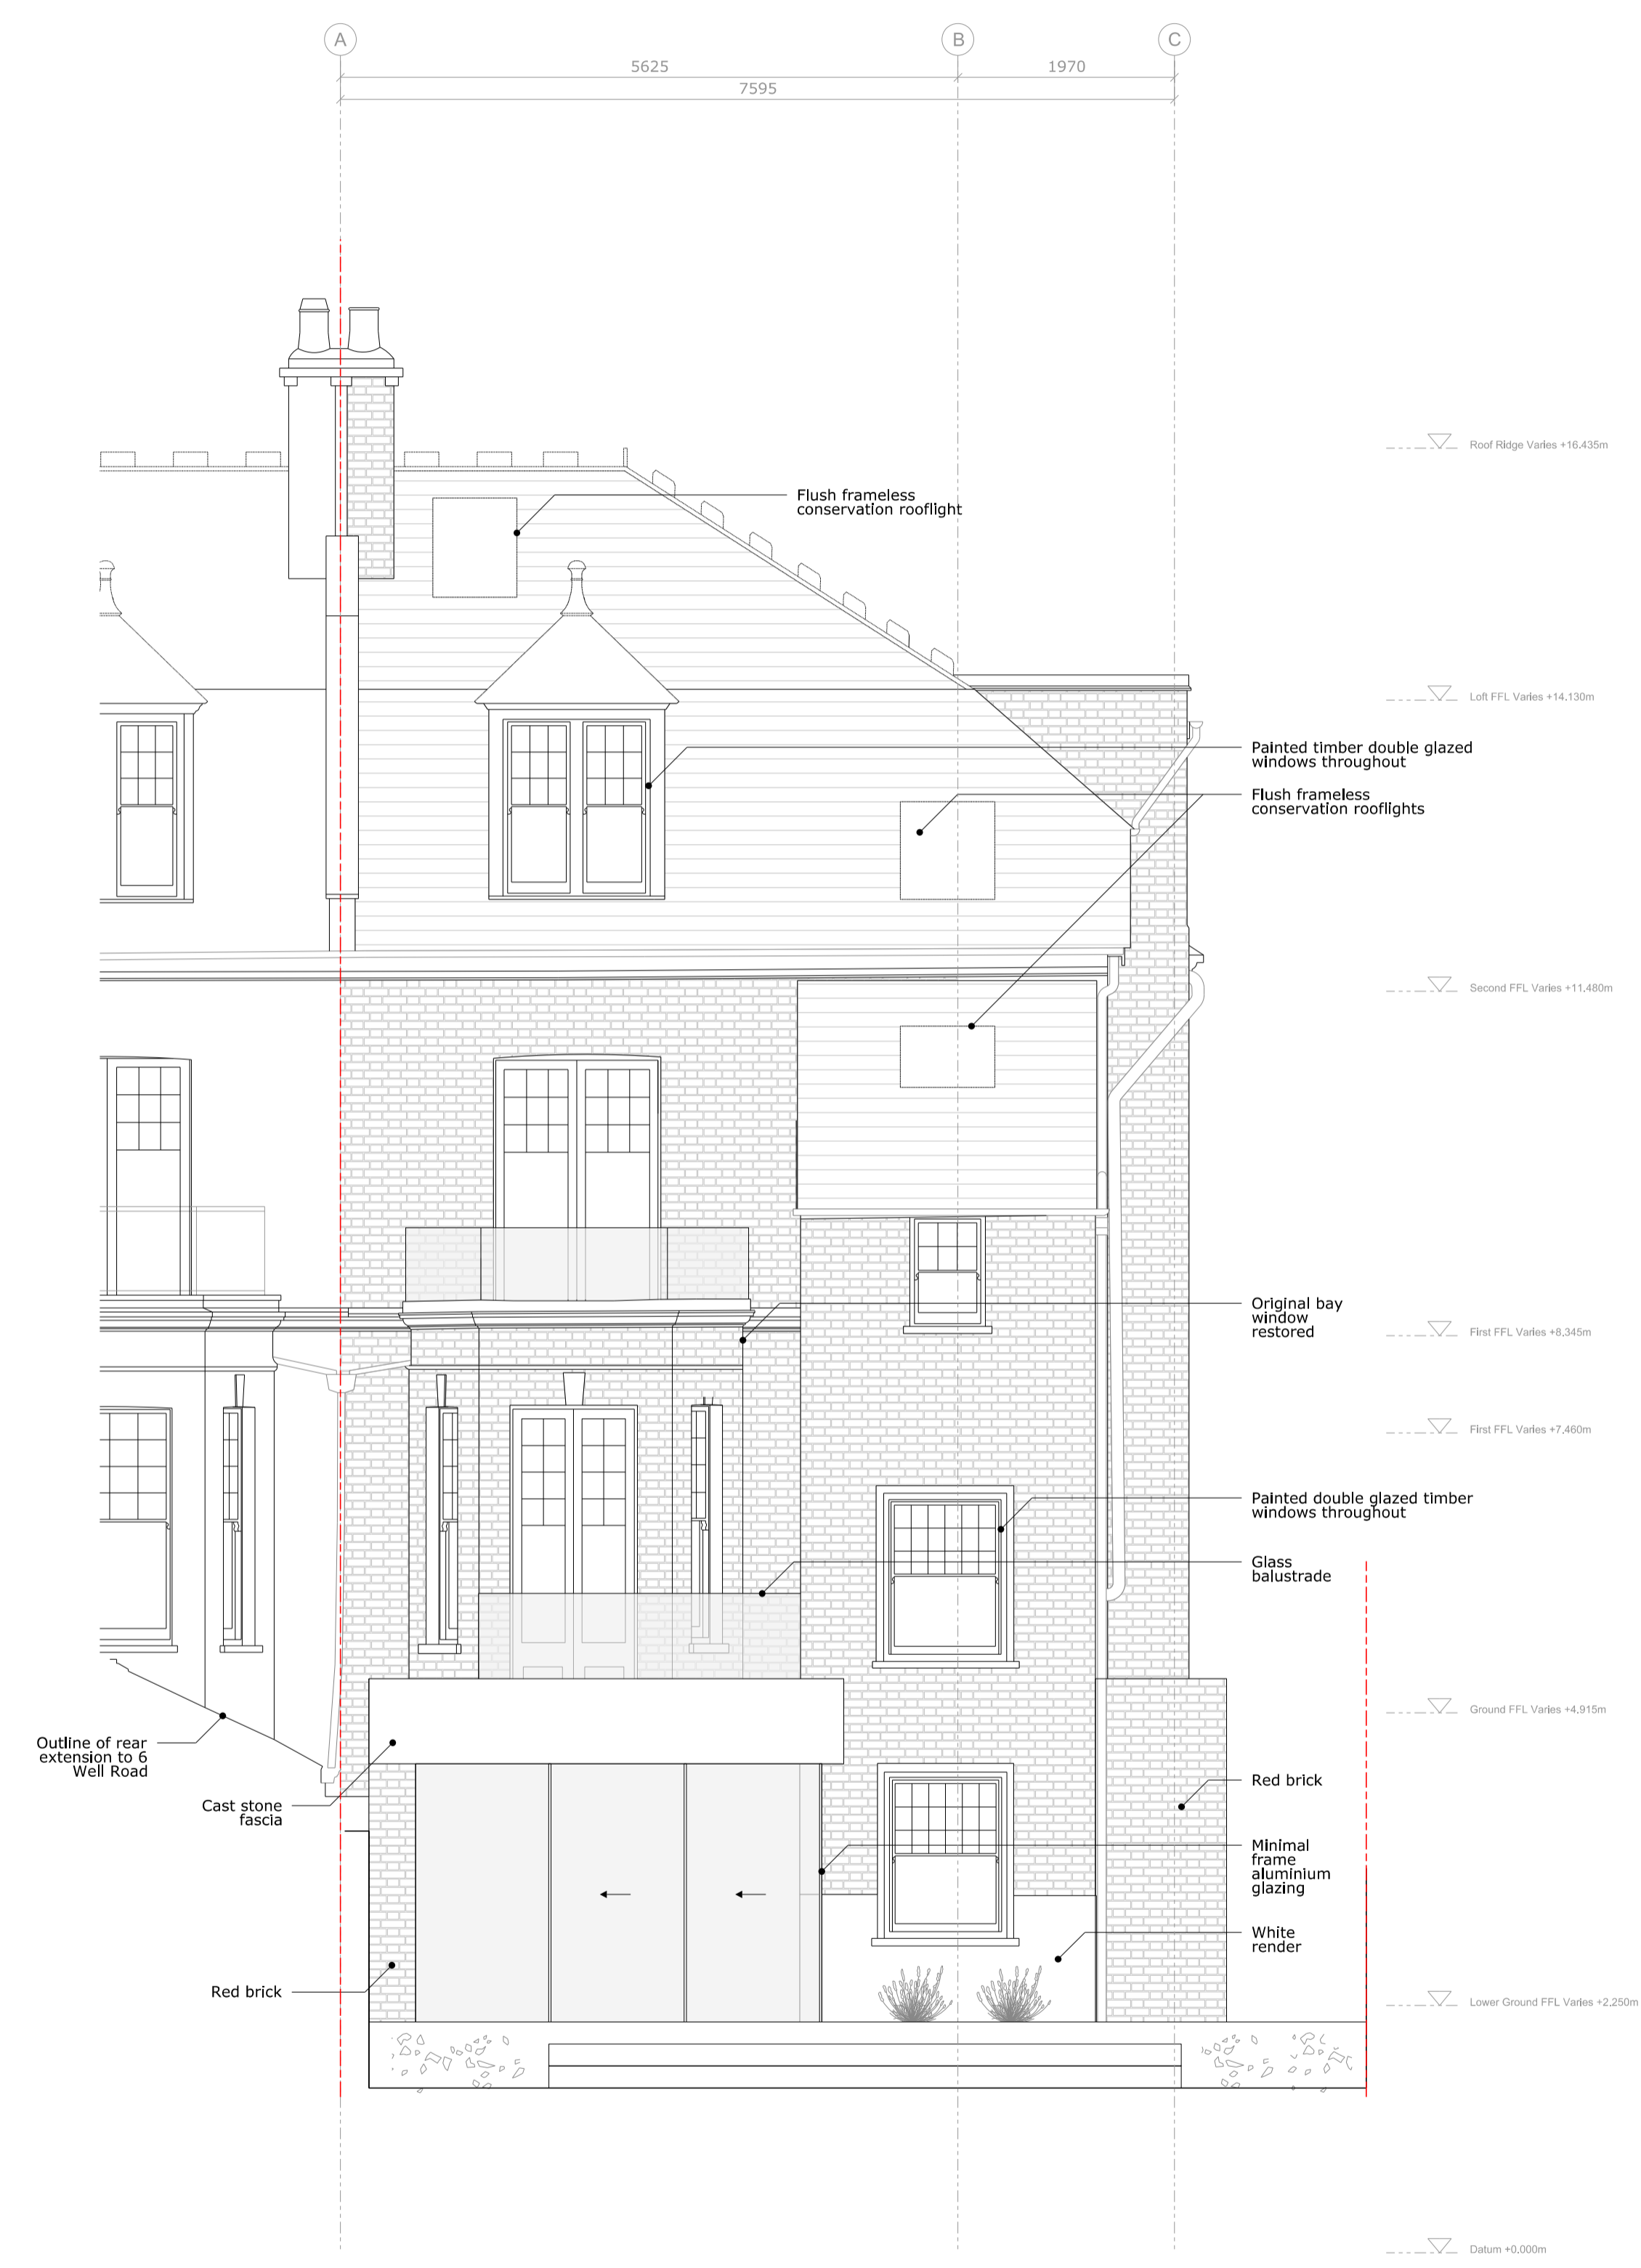 A
B
C
5625
1970
7595
Roof Ridge Varies +16.435m
Flush frameless
conservation rooflight
Loft FFL Varies +14.130m
Painted timber double glazed
windows throughout
Flush frameless
conservation rooflights
Second FFL Varies +11.480m
Original bay
window
restored
First FFL Varies +8,345m
First FFL Varies +7,460m
Painted double glazed timber
windows throughout
Glass
balustrade
Ground FFL Varies +4.915m
Outline of rear
extension to 6
Well Road
Red brick
Cast stone
fascia
Minimal
frame
aluminium
glazing
White
render
Red brick
Lower Ground FFL Varies +2,250m
Datum +0,000m